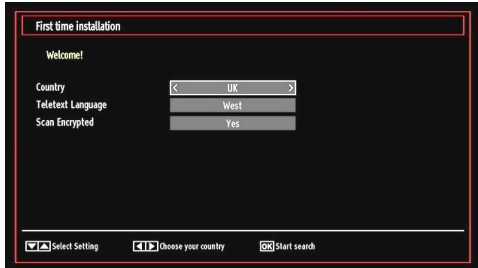 First time installation
Welcome!
Country < UK >
Teletext Language West
Scan Encrypted Yes
Select Setting Choose your country OK Start search